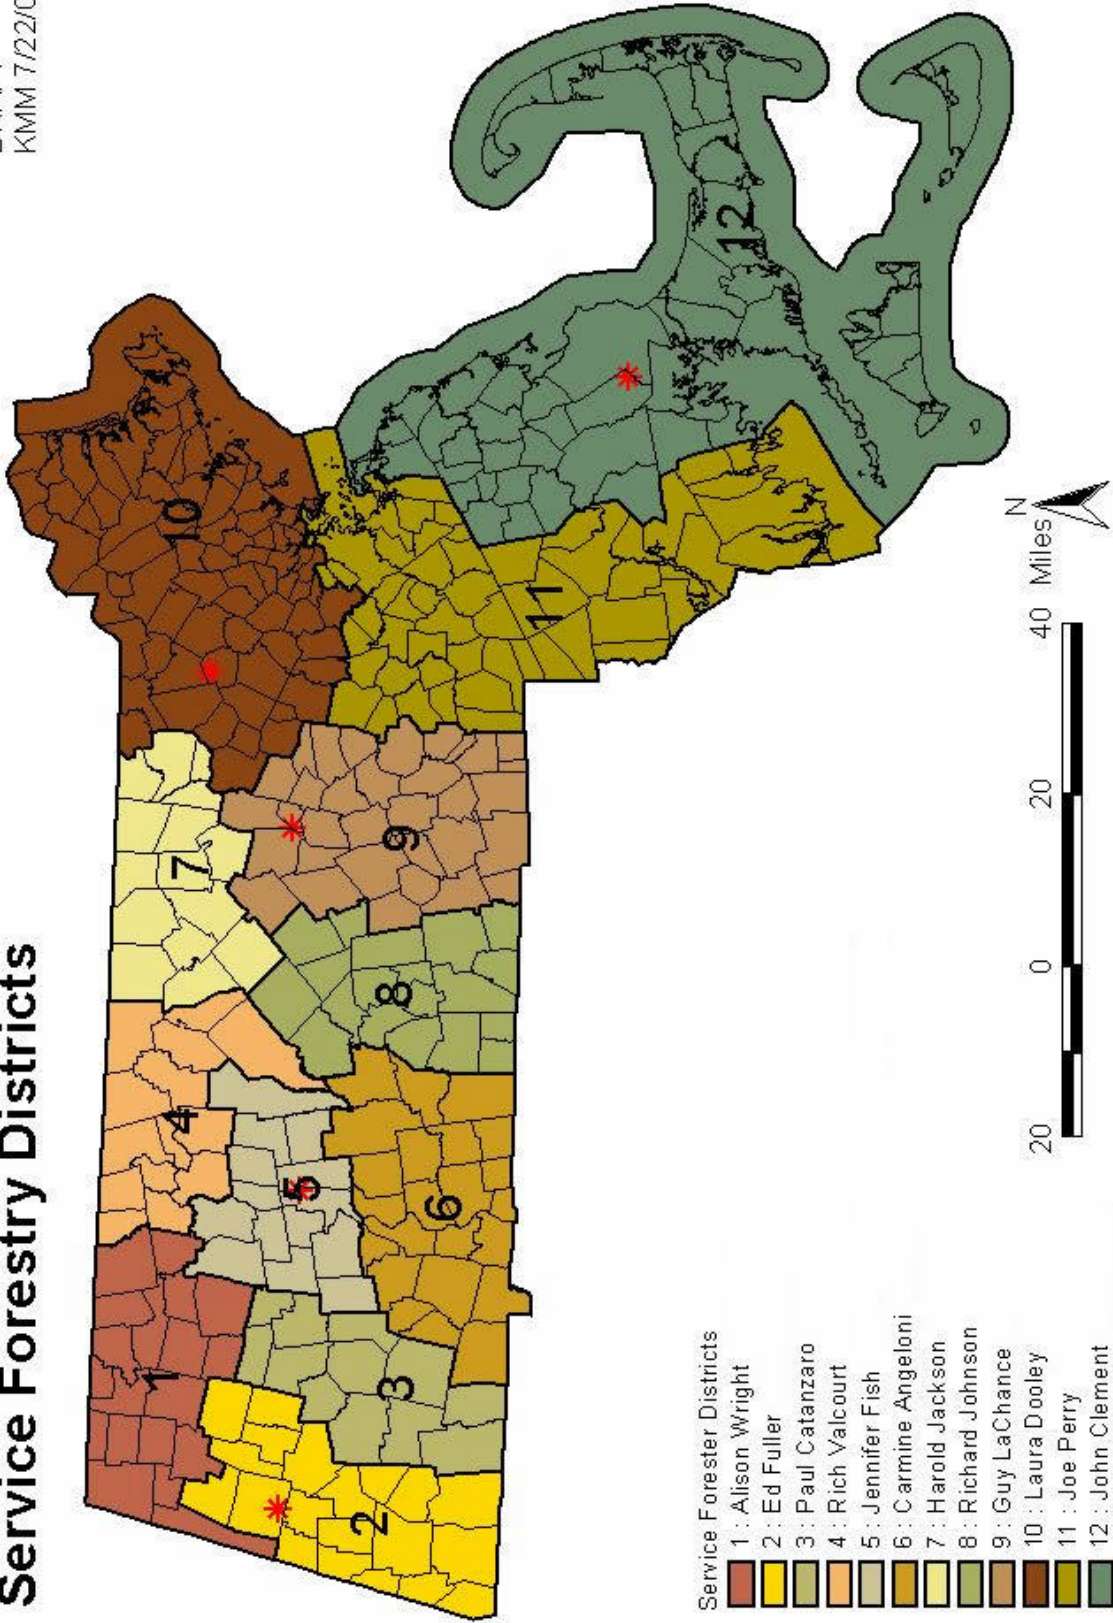 Service Forestry Districts
KMM 7/22/0
1
2
3
4
5
6
7
8
9
10
11
12
Service Forester Districts
1 : Alison Wright
2 : Ed Fuller
3 : Paul Catanzaro
4 : Rich Valcourt
5 : Jennifer Fish
6 : Carmine Angeloni
7 : Harold Jackson
8 : Richard Johnson
9 : Guy LaChance
10 : Laura Dooley
11 : Joe Perry
12 : John Clement
20 0 20 40 Miles
N